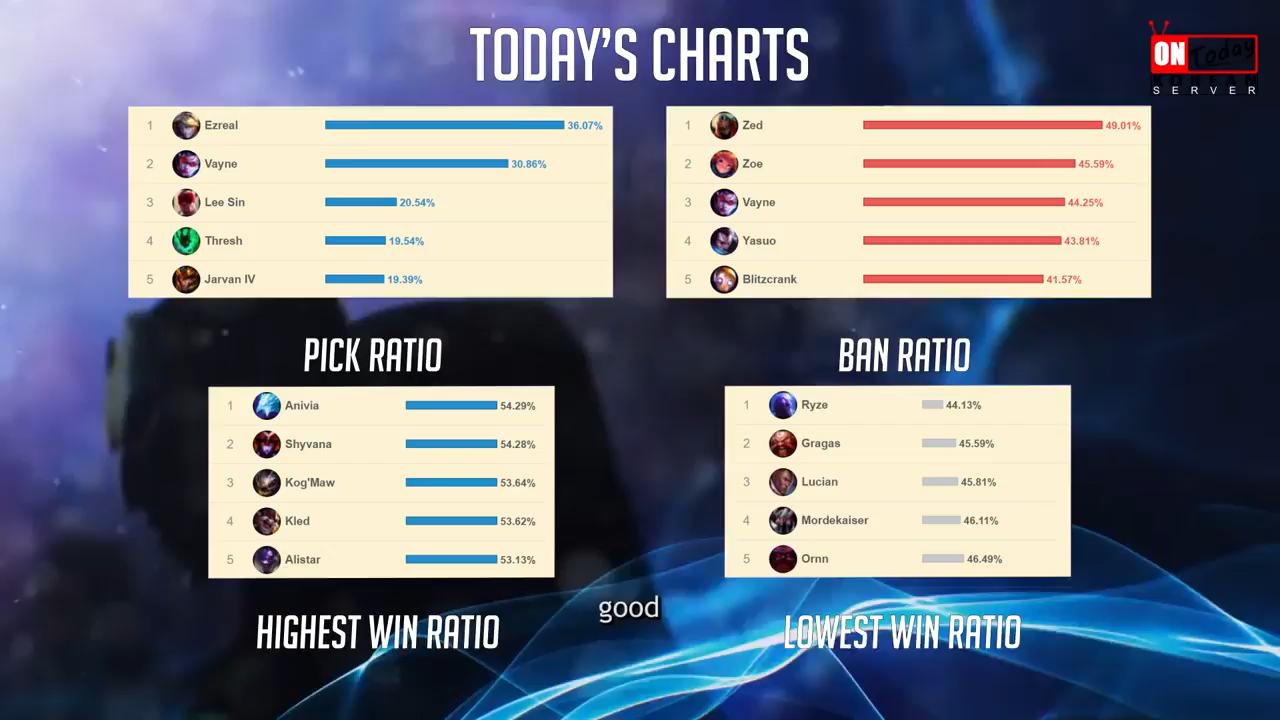 TODAY'S CHARTS
ON Today
KOREAN
SERVER
1 Ezreal 36.07%
2 Vayne 30.86%
3 Lee Sin 20.54%
4 Thresh 19.54%
5 Jarvan IV 19.39%
PICK RATIO
1 Zed 49.01%
2 Zoe 45.59%
3 Vayne 44.25%
4 Yasuo 43.81%
5 Blitzcrank 41.57%
BAN RATIO
1 Anivia 54.29%
2 Shyvana 54.28%
3 Kog'Maw 53.64%
4 Kled 53.62%
5 Alistar 53.13%
HIGHEST WIN RATIO
1 Ryze 44.13%
2 Gragas 45.59%
3 Lucian 45.81%
4 Mordekaiser 46.11%
5 Ornn 46.49%
LOWEST WIN RATIO
good